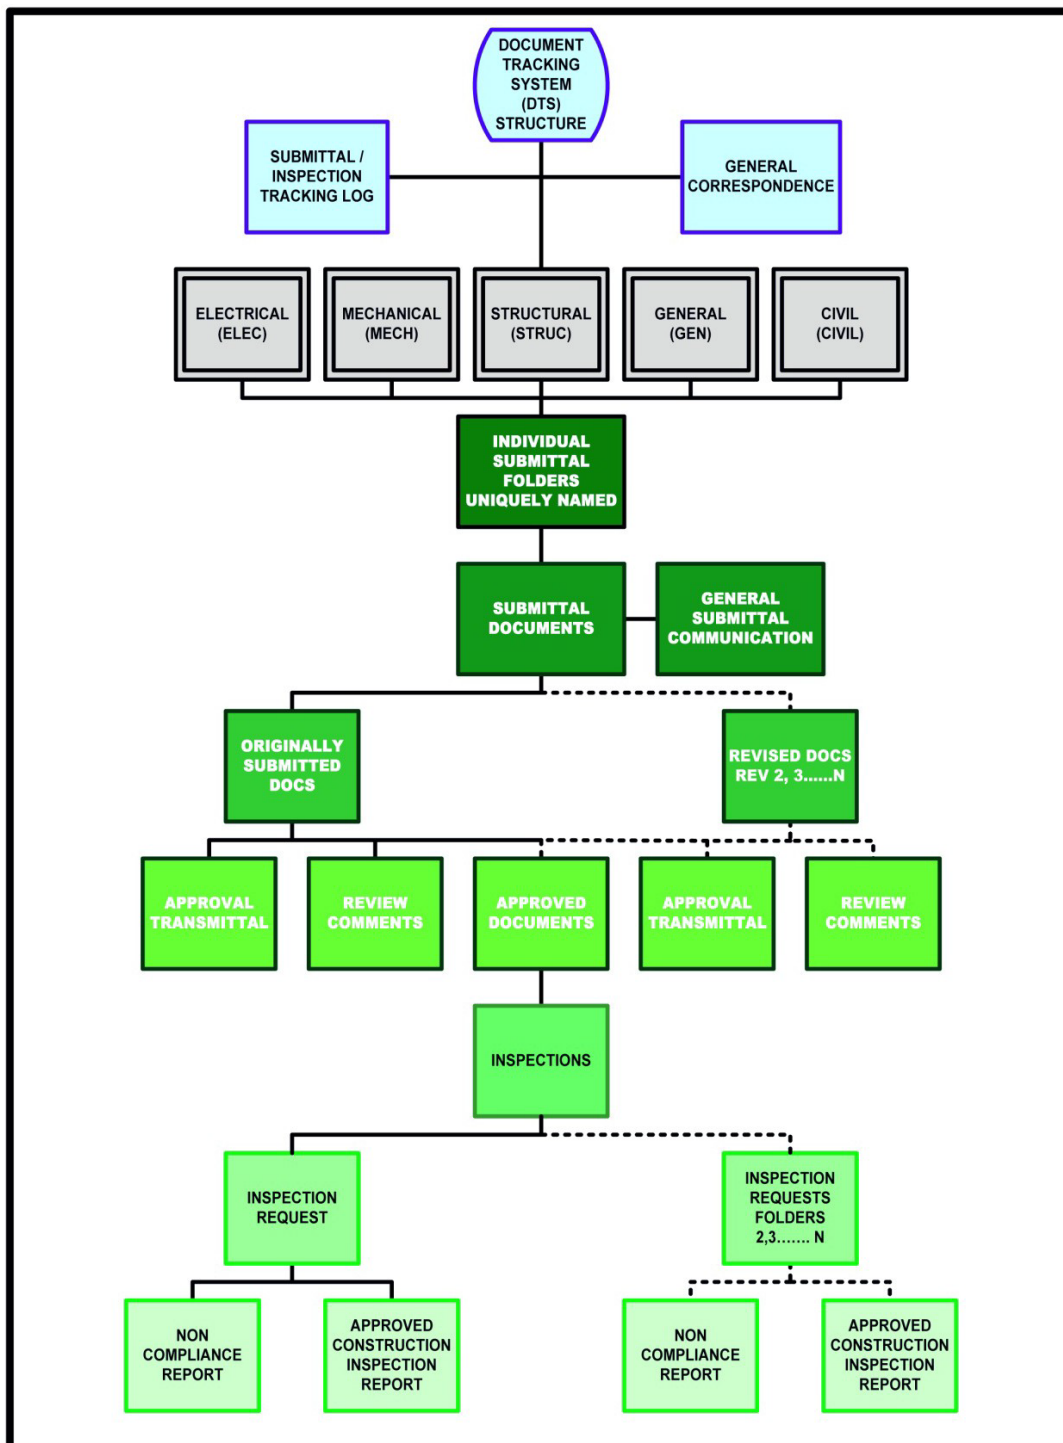 DOCUMENT
TRACKING
SYSTEM
(DTS)
STRUCTURE
SUBMITTAL /
INSPECTION
TRACKING LOG
GENERAL
CORRESPONDENCE
ELECTRICAL
(ELEC)
MECHANICAL
(MECH)
STRUCTURAL
(STRUC)
GENERAL
(GEN)
CIVIL
(CIVIL)
INDIVIDUAL
SUBMITTAL
FOLDERS
UNIQUELY NAMED
SUBMITTAL
DOCUMENTS
GENERAL
SUBMITTAL
COMMUNICATION
ORIGINALLY
SUBMITTED
DOCS
REVISED DOCS
REV 2, 3......N
APPROVAL
TRANSMITTAL
REVIEW
COMMENTS
APPROVED
DOCUMENTS
APPROVAL
TRANSMITTAL
REVIEW
COMMENTS
INSPECTIONS
INSPECTION
REQUEST
INSPECTION
REQUESTS
FOLDERS
2,3....... N
NON
COMPLIANCE
REPORT
APPROVED
CONSTRUCTION
INSPECTION
REPORT
NON
COMPLIANCE
REPORT
APPROVED
CONSTRUCTION
INSPECTION
REPORT